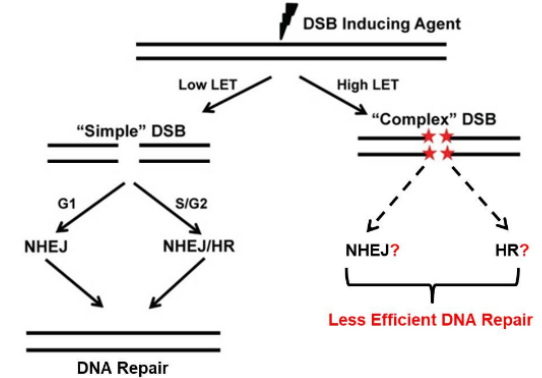 DSB Inducing Agent
Low LET
High LET
“Simple” DSB
“Complex” DSB
G1
S/G2
NHEJ
NHEJ/HR
NHEJ?
HR?
Less Efficient DNA Repair
DNA Repair